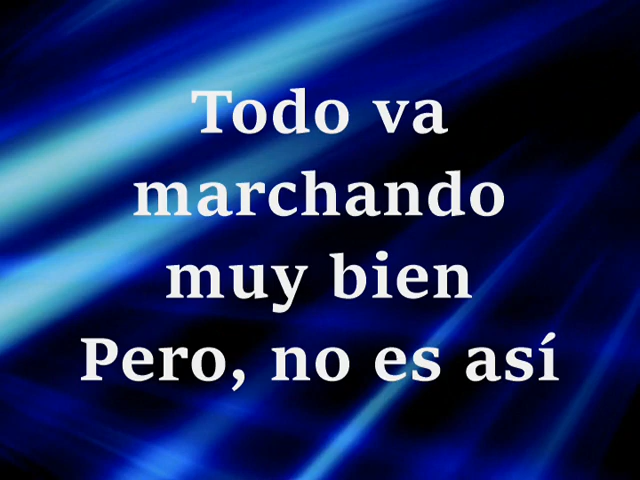 Todo va
marchando
muy bien
Pero, no es así